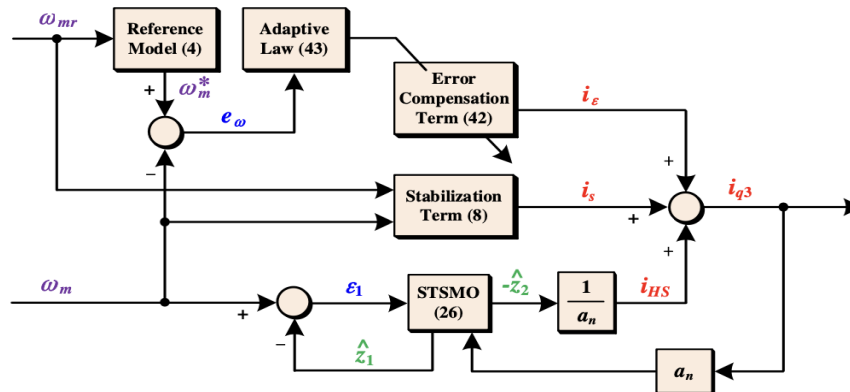 ω_mr
Reference
Model (4)
Adaptive
Law (43)
+
ω*_m
e_ω
−
Error
Compensation
Term (42)
i_ε
+
Stabilization
Term (8)
i_s
+
i_q3
+
ω_m
+
−
ε_1
ẑ_1
STSMO
(26)
-ẑ_2
1
a_n
i_HS
a_n